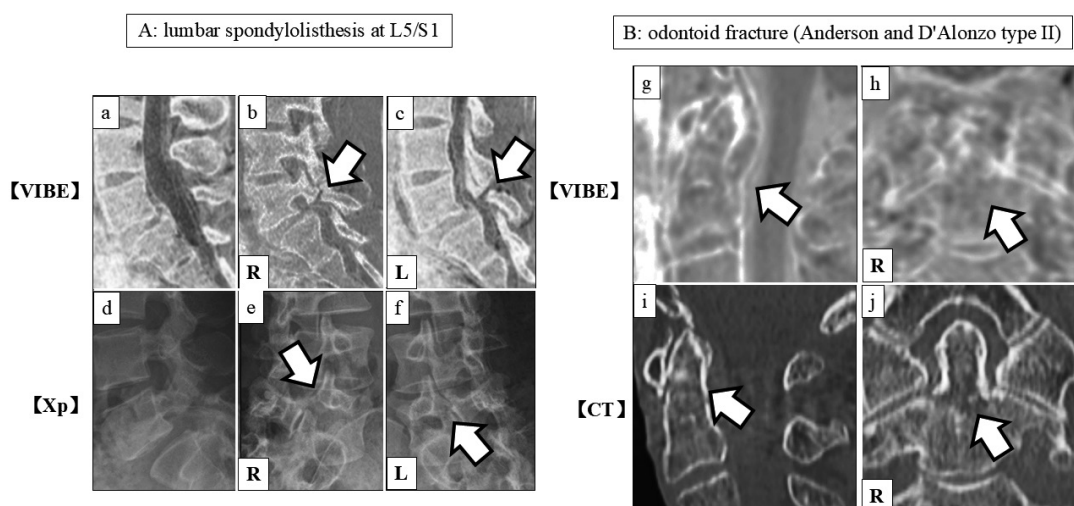 A: lumbar spondylolisthesis at L5/S1
B: odontoid fracture (Anderson and D'Alonzo type II)
【VIBE】
a
b
R
c
L
【Xp】
d
e
R
f
L
【VIBE】
g
h
R
【CT】
i
j
R